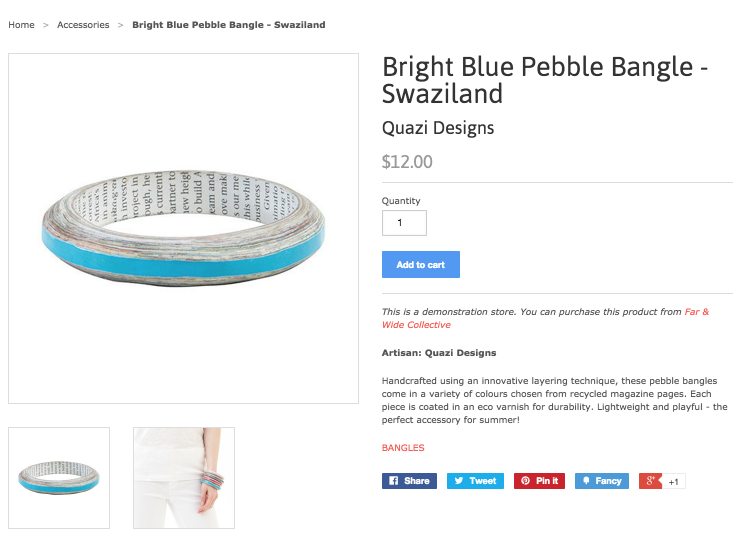 Home > Accessories > Bright Blue Pebble Bangle - Swaziland
Bright Blue Pebble Bangle -
Swaziland
Quazi Designs
$12.00
Quantity
1
Add to cart
This is a demonstration store. You can purchase this product from Far &
Wide Collective
Artisan: Quazi Designs
Handcrafted using an innovative layering technique, these pebble bangles
come in a variety of colours chosen from recycled magazine pages. Each
piece is coated in an eco varnish for durability. Lightweight and playful - the
perfect accessory for summer!
BANGLES
Share
Tweet
Pin it
Fancy
+1